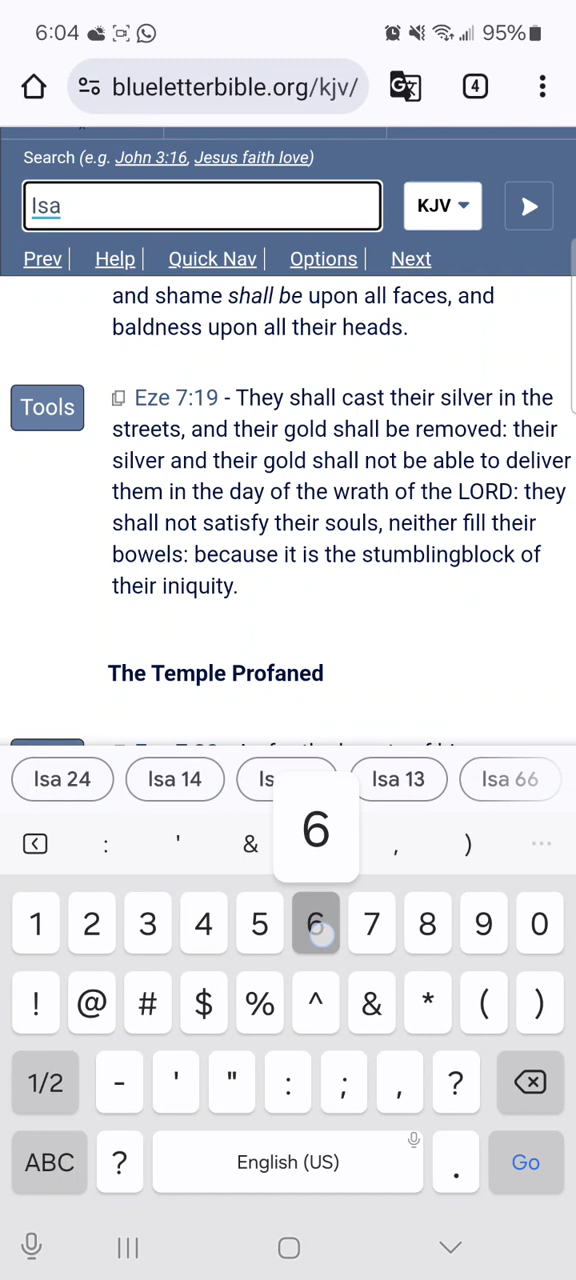 6:04
95%
blueletterbible.org/kjv/
4
Search (e.g. John 3:16, Jesus faith love)
Isa
KJV
Prev | Help | Quick Nav | Options | Next
and shame shall be upon all faces, and
baldness upon all their heads.
Tools
Eze 7:19 - They shall cast their silver in the
streets, and their gold shall be removed: their
silver and their gold shall not be able to deliver
them in the day of the wrath of the LORD: they
shall not satisfy their souls, neither fill their
bowels: because it is the stumblingblock of
their iniquity.
The Temple Profaned
Isa 24 Isa 14 Is Isa 13 Isa 66
: ' & 6 , ) ...
1 2 3 4 5 6 7 8 9 0
! @ # $ % ^ & * ( )
1/2 - ' " : ; , ?
ABC ? English (US) . Go